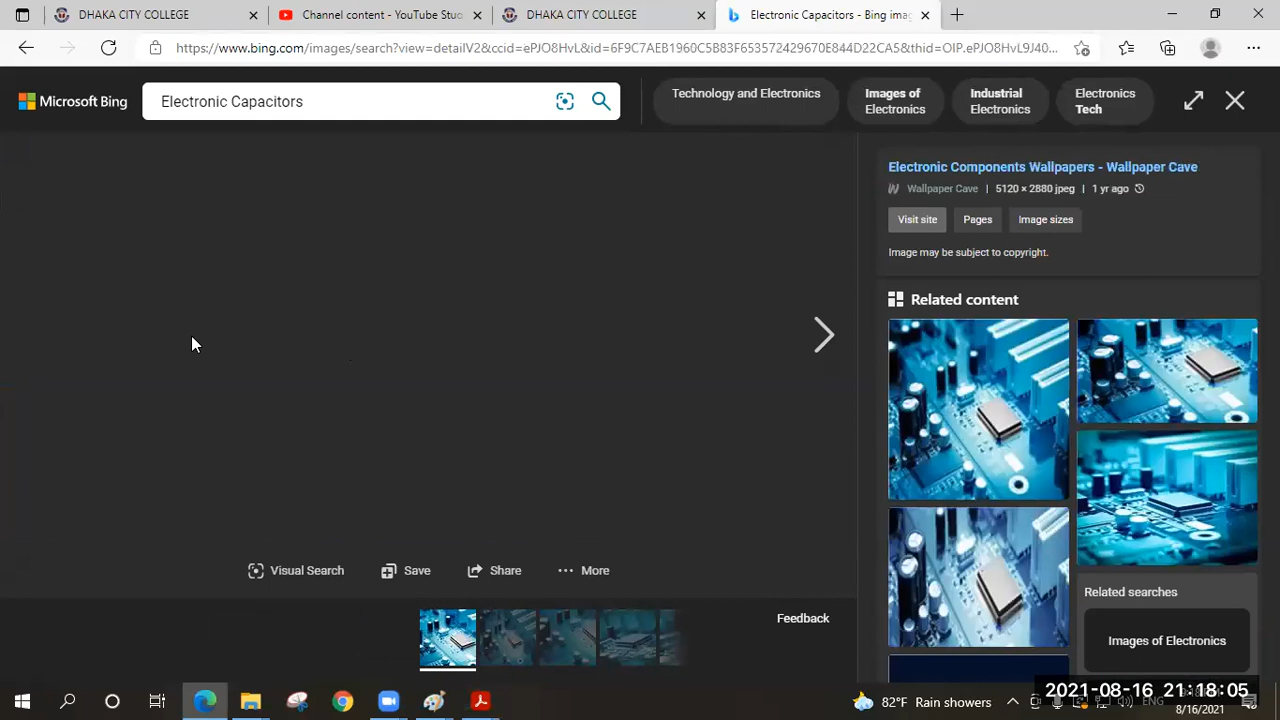 DHAKA CITY COLLEGE
Channel content - YouTube Stu
DHAKA CITY COLLEGE
Electronic Capacitors - Bing ima
https://www.bing.com/images/search?view=detailV2&ccid=ePJO8HvL&id=6F9C7AEB1960C5B83F653572429670E844D22CA5&thid=OIP.ePJO8HvL9J40...
Microsoft Bing
Electronic Capacitors
Technology and Electronics
Images of
Electronics
Industrial
Electronics
Electronics
Tech
Electronic Components Wallpapers - Wallpaper Cave
Wallpaper Cave | 5120 × 2880 jpeg | 1 yr ago
Visit site
Pages
Image sizes
Image may be subject to copyright.
Related content
Visual Search
Save
Share
More
Feedback
Related searches
Images of Electronics
82°F Rain showers
ENG
2021-08-16 21:18:05
8/16/2021